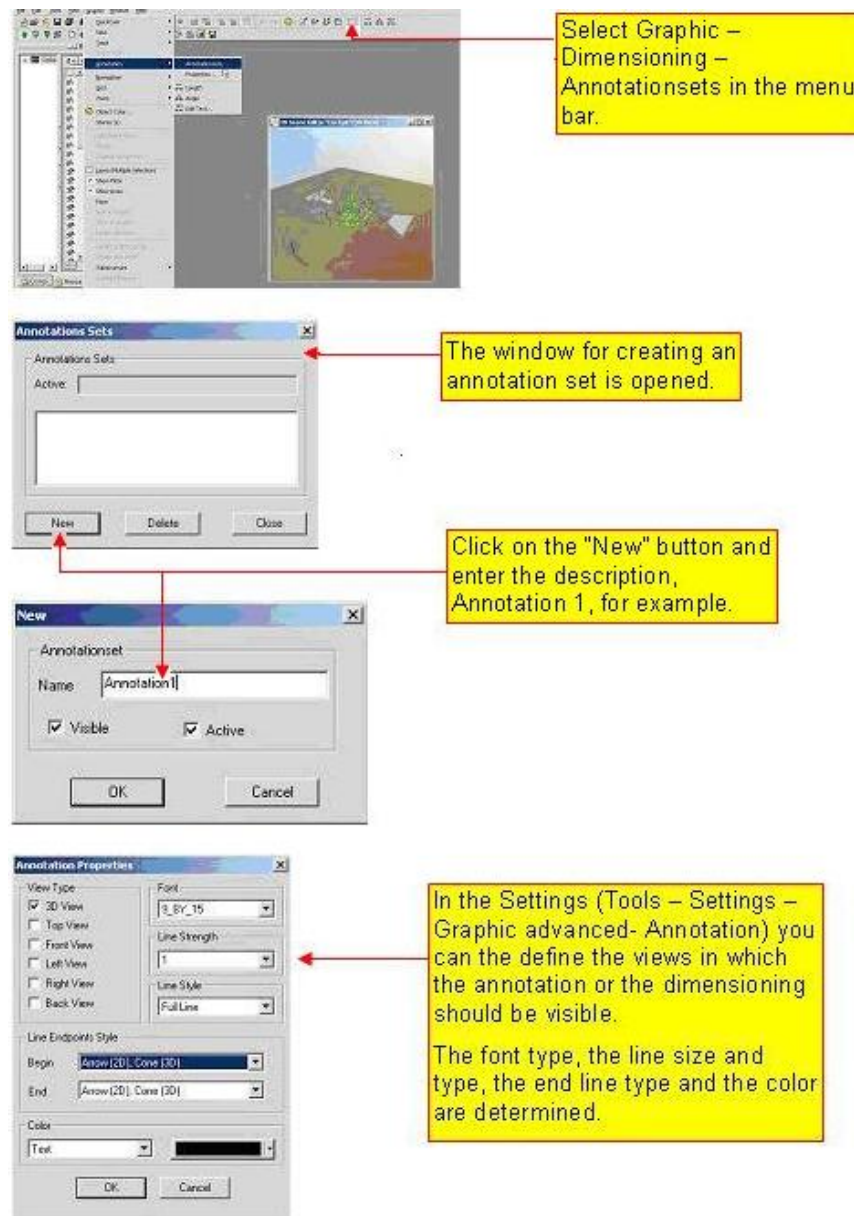 Select Graphic –
Dimensioning –
Annotationsets in the menu
bar.
Annotations Sets
Annotations Sets
Active:
New
Delete
Close
The window for creating an
annotation set is opened.
Click on the "New" button and
enter the description,
Annotation 1, for example.
New
Annotationset
Name
Annotation1
Visible
Active
OK
Cancel
Annotation Properties
View Type
3D View
Top View
Front View
Left View
Right View
Back View
Font
9_BY_15
Line Strength
1
Line Style
Full Line
Line Endpoints Style
Begin
Arrow (2D), Cone (3D)
End
Arrow (2D), Cone (3D)
Color
Text
OK
Cancel
In the Settings (Tools – Settings –
Graphic advanced- Annotation) you
can the define the views in which
the annotation or the dimensioning
should be visible.
The font type, the line size and
type, the end line type and the color
are determined.